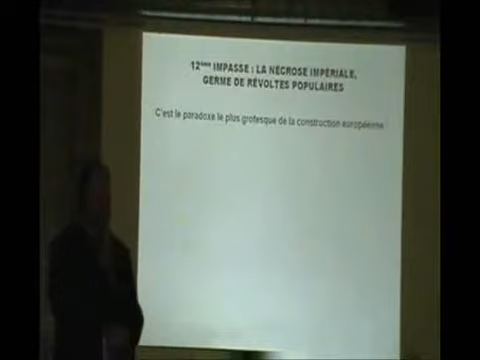 12ème IMPASSE : LA NÉCROSE IMPÉRIALE,
GERME DE RÉVOLTES POPULAIRES
C'est le paradoxe le plus grotesque de la construction européenne